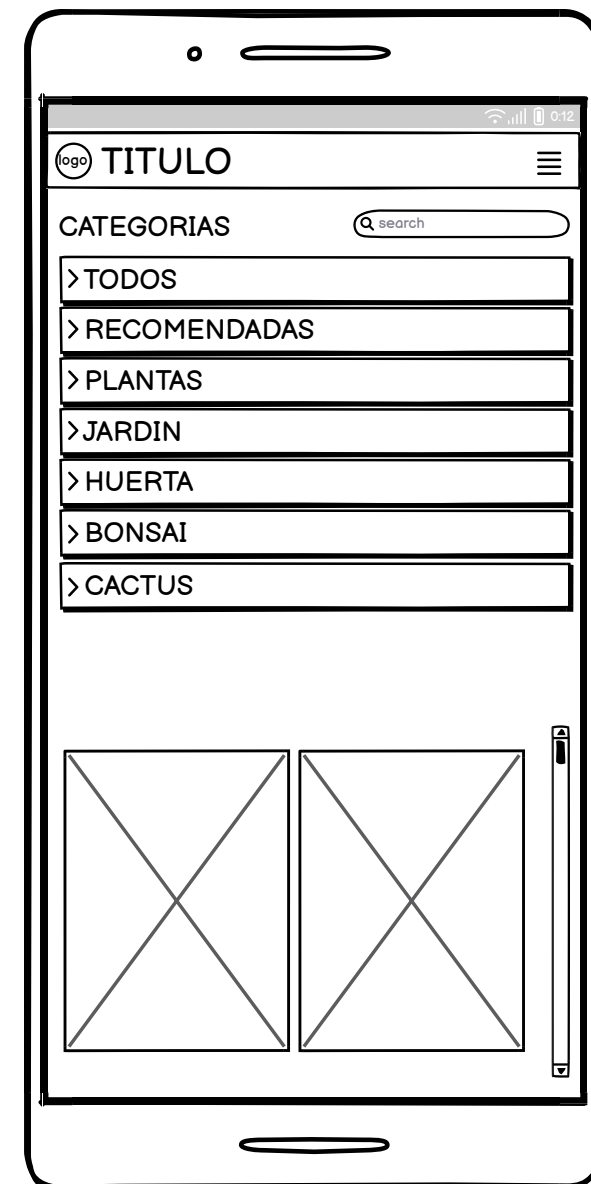 0:12
logo TITULO
CATEGORIAS
search
TODOS
RECOMENDADAS
PLANTAS
JARDIN
HUERTA
BONSAI
CACTUS